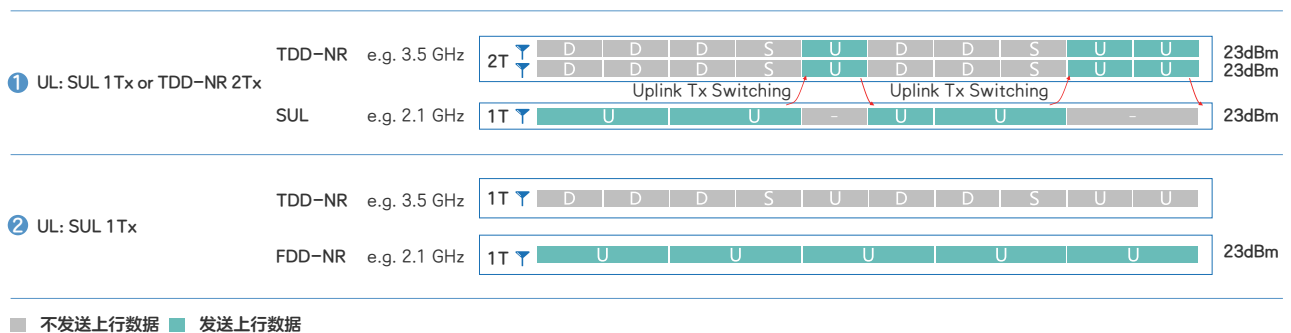 TDD-NR e.g. 3.5 GHz 2T D D D S U D D S U U 23dBm
D D D S U D D S U U 23dBm
1 UL: SUL 1Tx or TDD-NR 2Tx
Uplink Tx Switching Uplink Tx Switching
SUL e.g. 2.1 GHz 1T U U - U U - 23dBm
TDD-NR e.g. 3.5 GHz 1T D D D S U D D S U U
2 UL: SUL 1Tx
FDD-NR e.g. 2.1 GHz 1T U U U U U 23dBm
不发送上行数据 发送上行数据